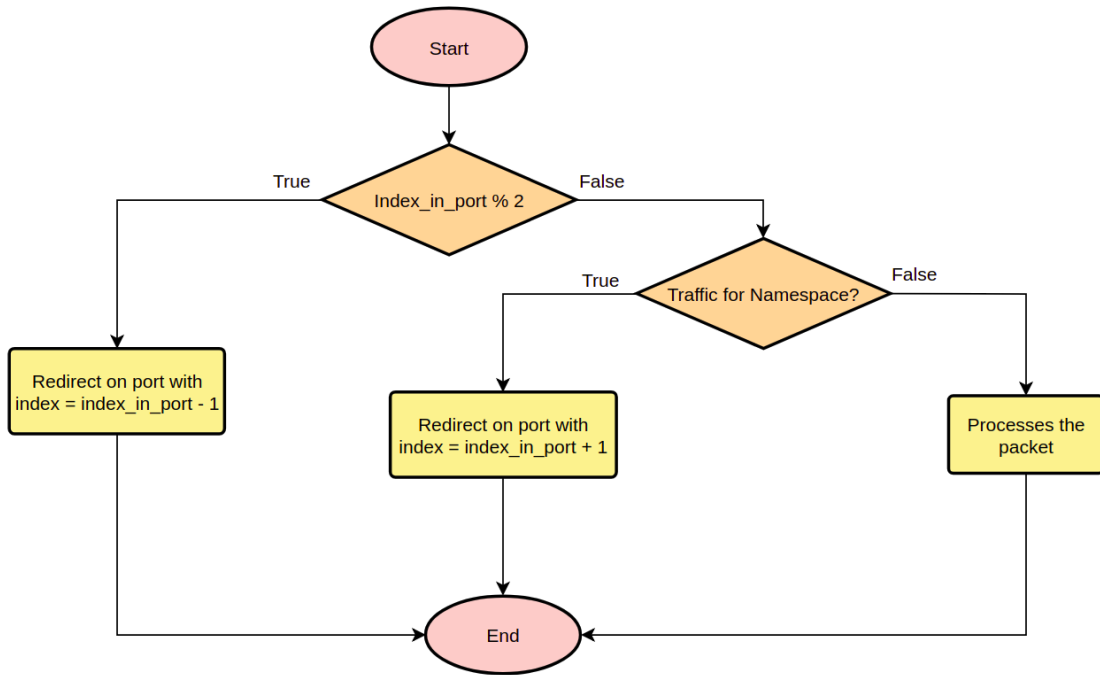 Start
True
False
Index_in_port % 2
True
False
Traffic for Namespace?
Redirect on port with
index = index_in_port - 1
Redirect on port with
index = index_in_port + 1
Processes the
packet
End